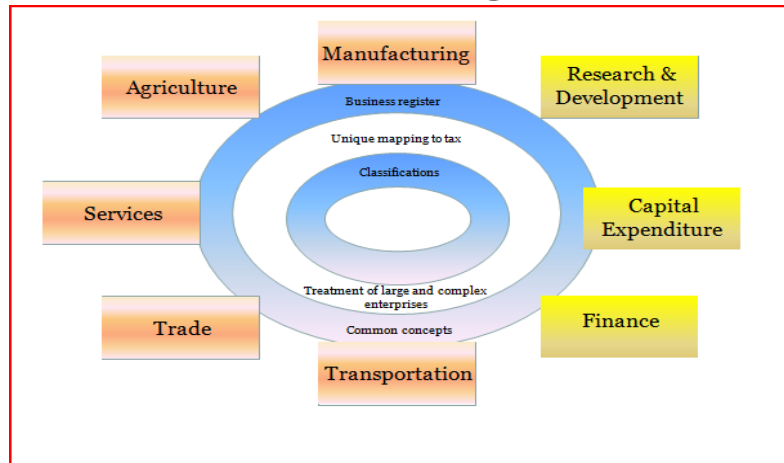 Manufacturing
Agriculture
Research &
Development
Business register
Unique mapping to tax
Classifications
Services
Capital
Expenditure
Treatment of large and complex
enterprises
Trade
Finance
Common concepts
Transportation